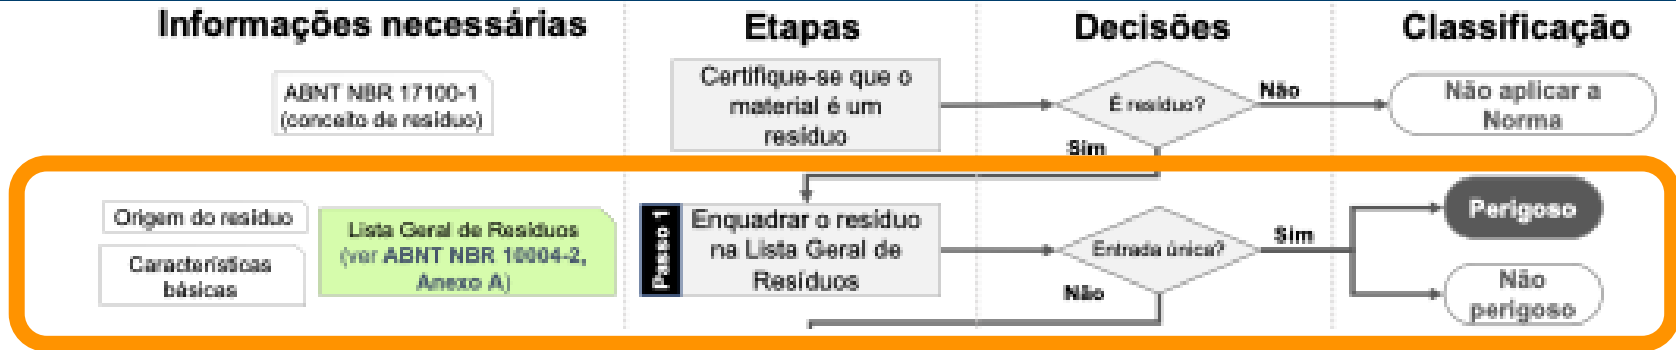 Informações necessárias
Etapas
Decisões
Classificação
ABNT NBR 17100-1
(conceito de resíduo)
Certifique-se que o
material é um
resíduo
É resíduo?
Não
Não aplicar a
Norma
Sim
Origem do resíduo
Características
básicas
Lista Geral de Resíduos
(ver ABNT NBR 10004-2,
Anexo A)
Passo 1
Enquadrar o resíduo
na Lista Geral de
Resíduos
Entrada única?
Sim
Não
Perigoso
Não
perigoso